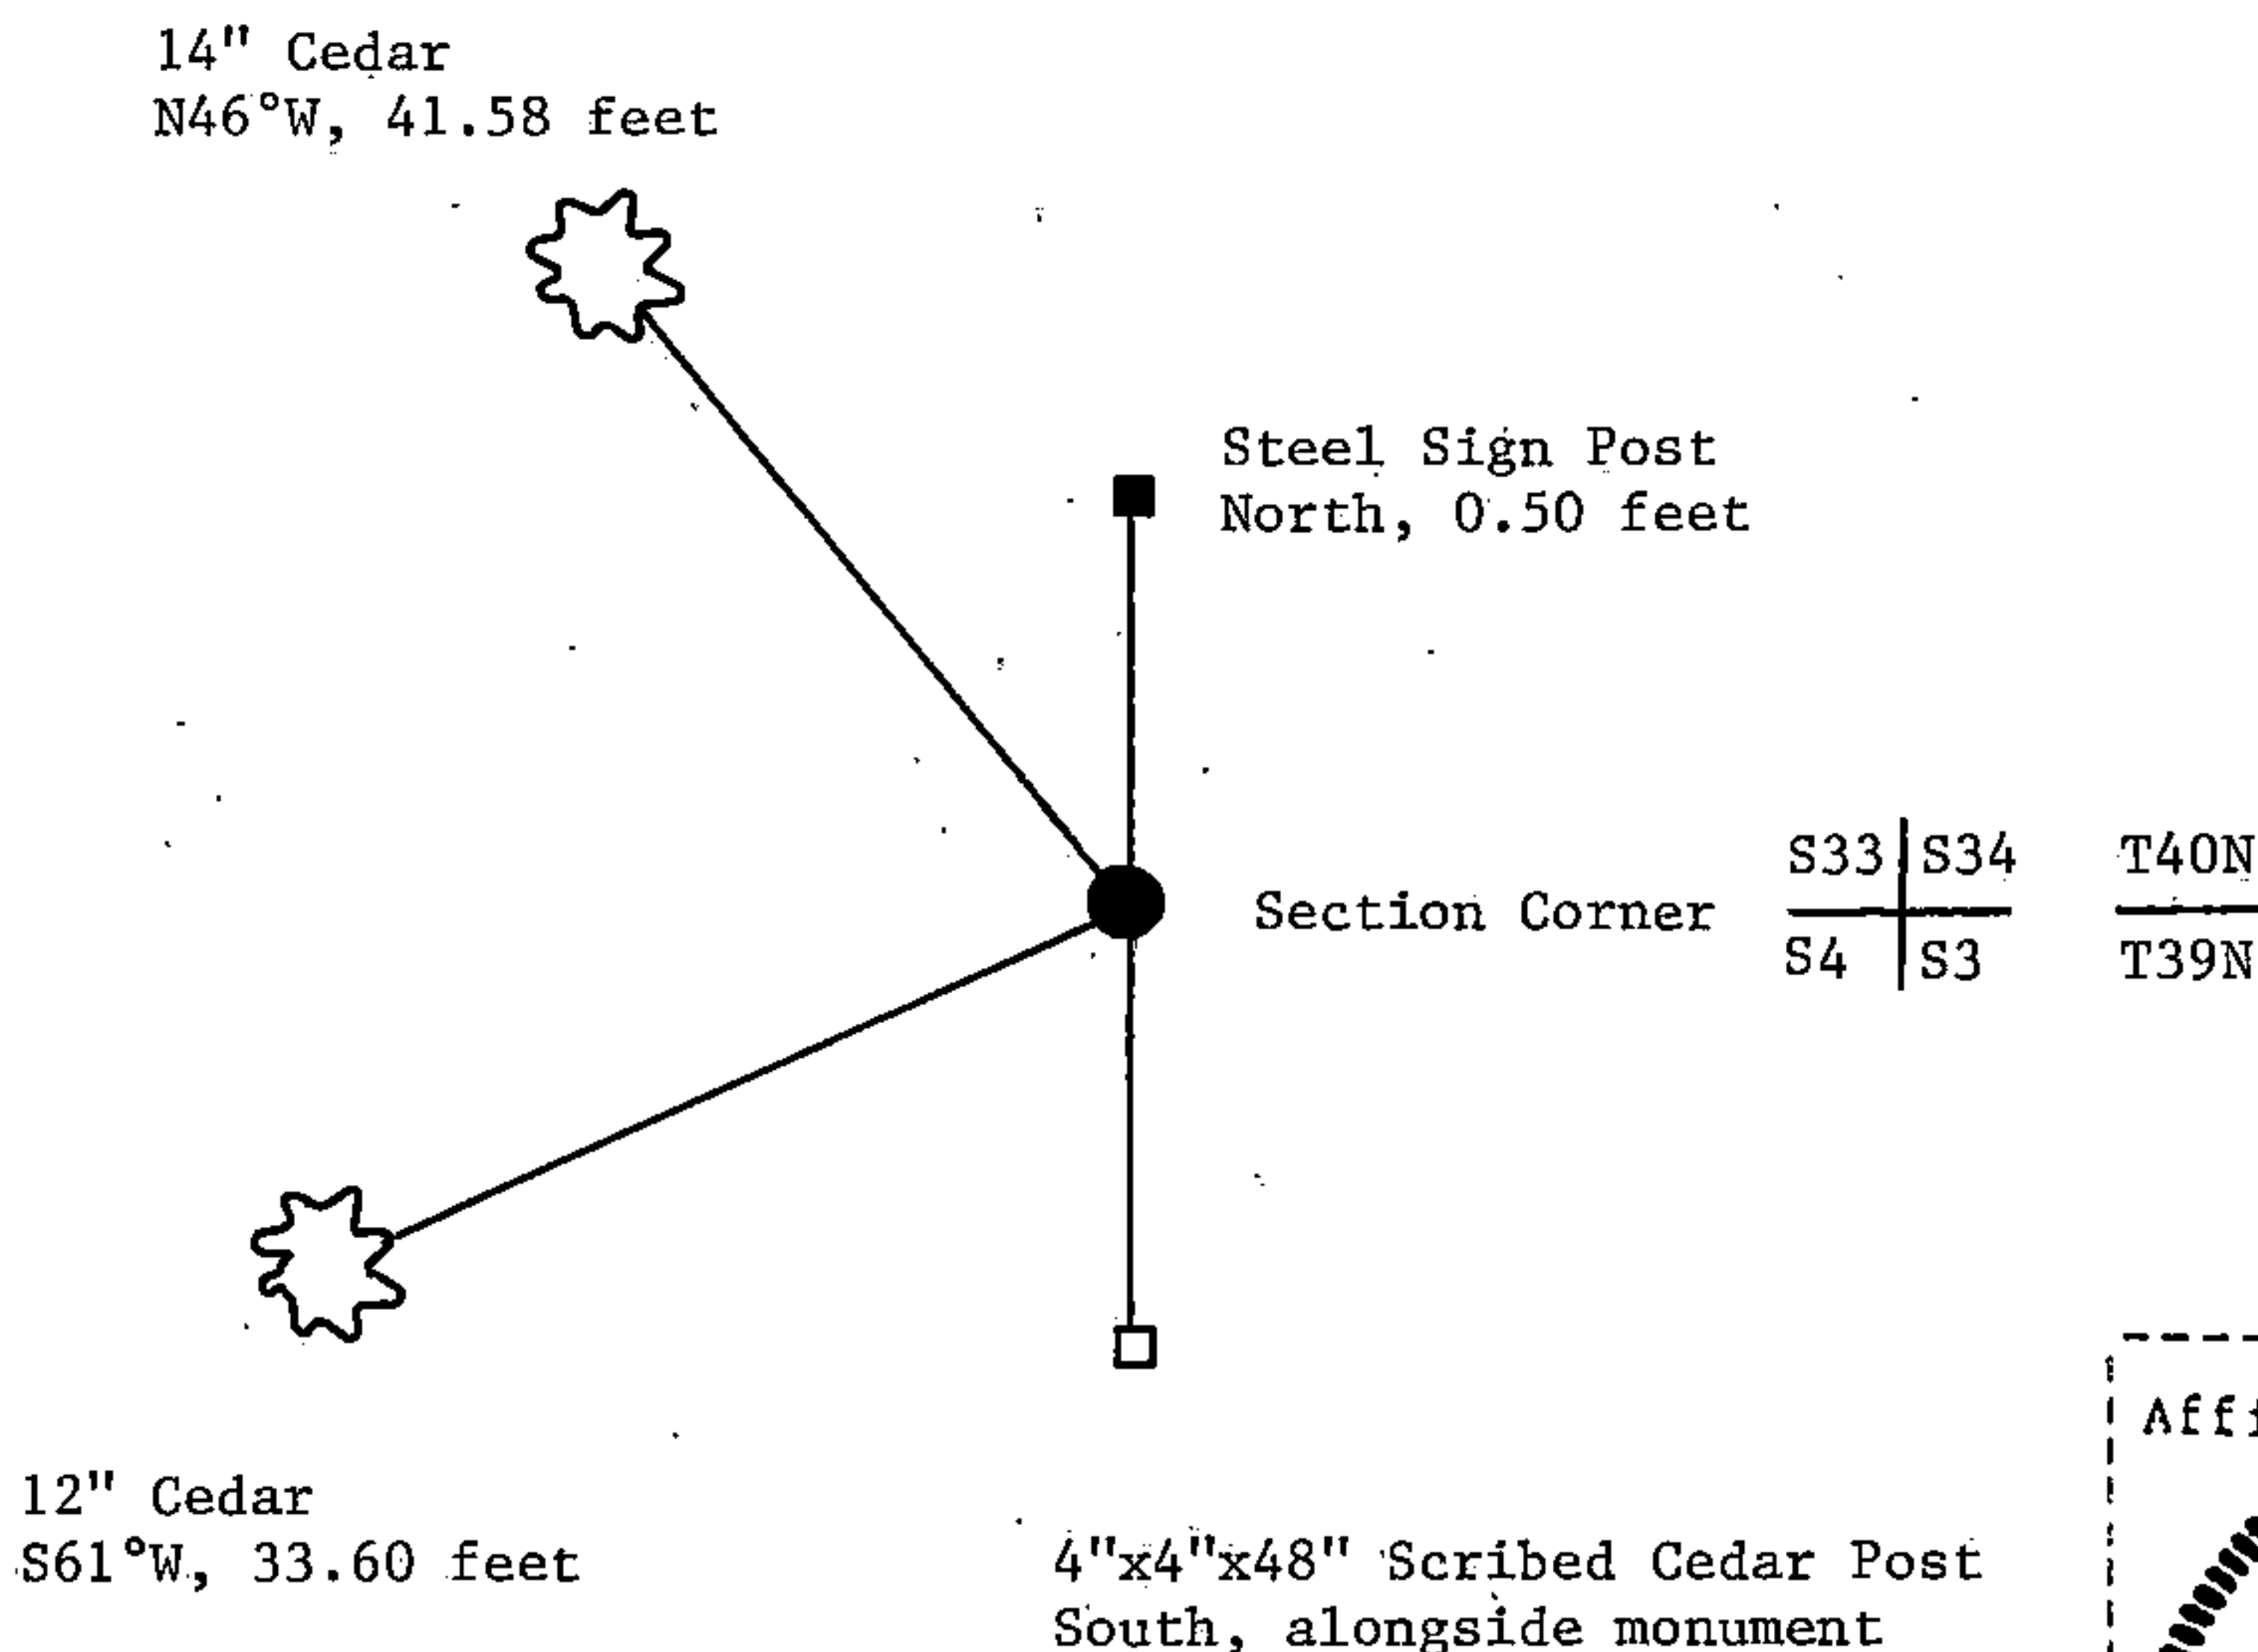 14" Cedar
N46°W, 41.58 feet
Steel Sign Post
North, 0.50 feet
S33 S34 T40N
Section Corner
S4 S3 T39N
12" Cedar
S61°W, 33.60 feet
4"x4"x48" Scribed Cedar Post
South, alongside monument